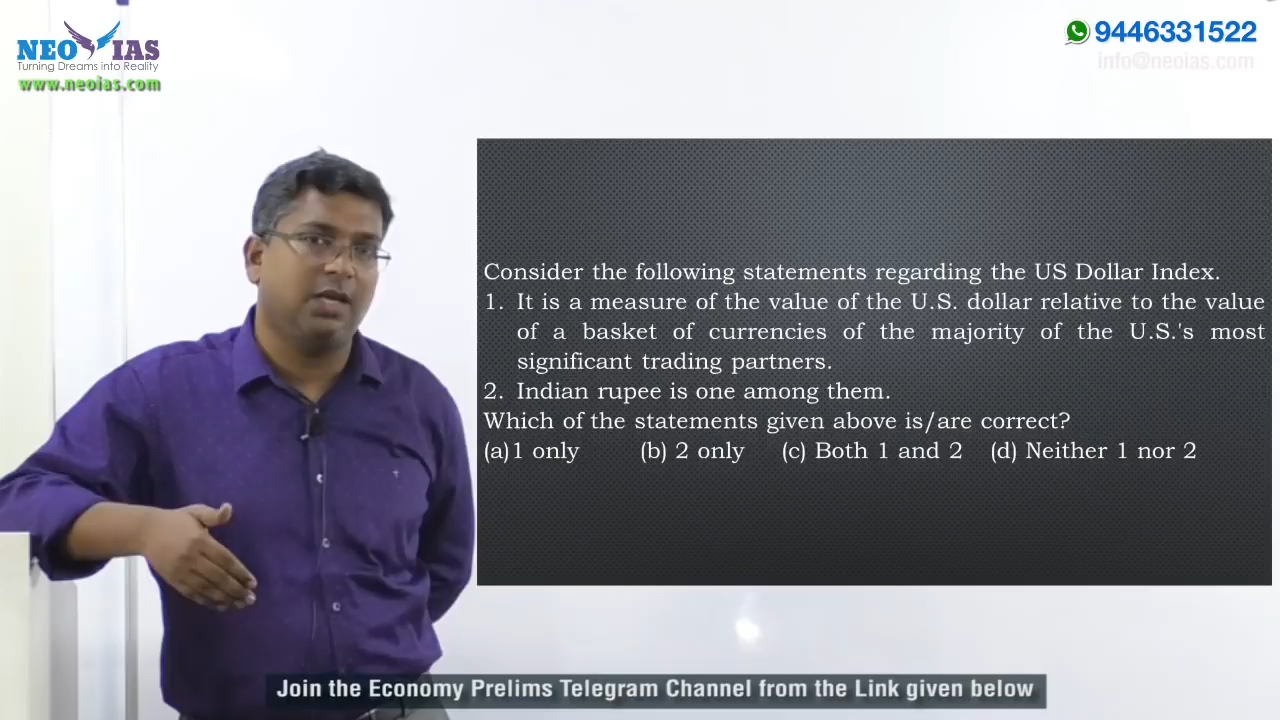 NEO IAS
Turning Dreams into Reality
www.neoias.com
9446331522
info@neoias.com
Consider the following statements regarding the US Dollar Index.
1. It is a measure of the value of the U.S. dollar relative to the value
of a basket of currencies of the majority of the U.S.'s most
significant trading partners.
2. Indian rupee is one among them.
Which of the statements given above is/are correct?
(a)1 only (b) 2 only (c) Both 1 and 2 (d) Neither 1 nor 2
Join the Economy Prelims Telegram Channel from the Link given below